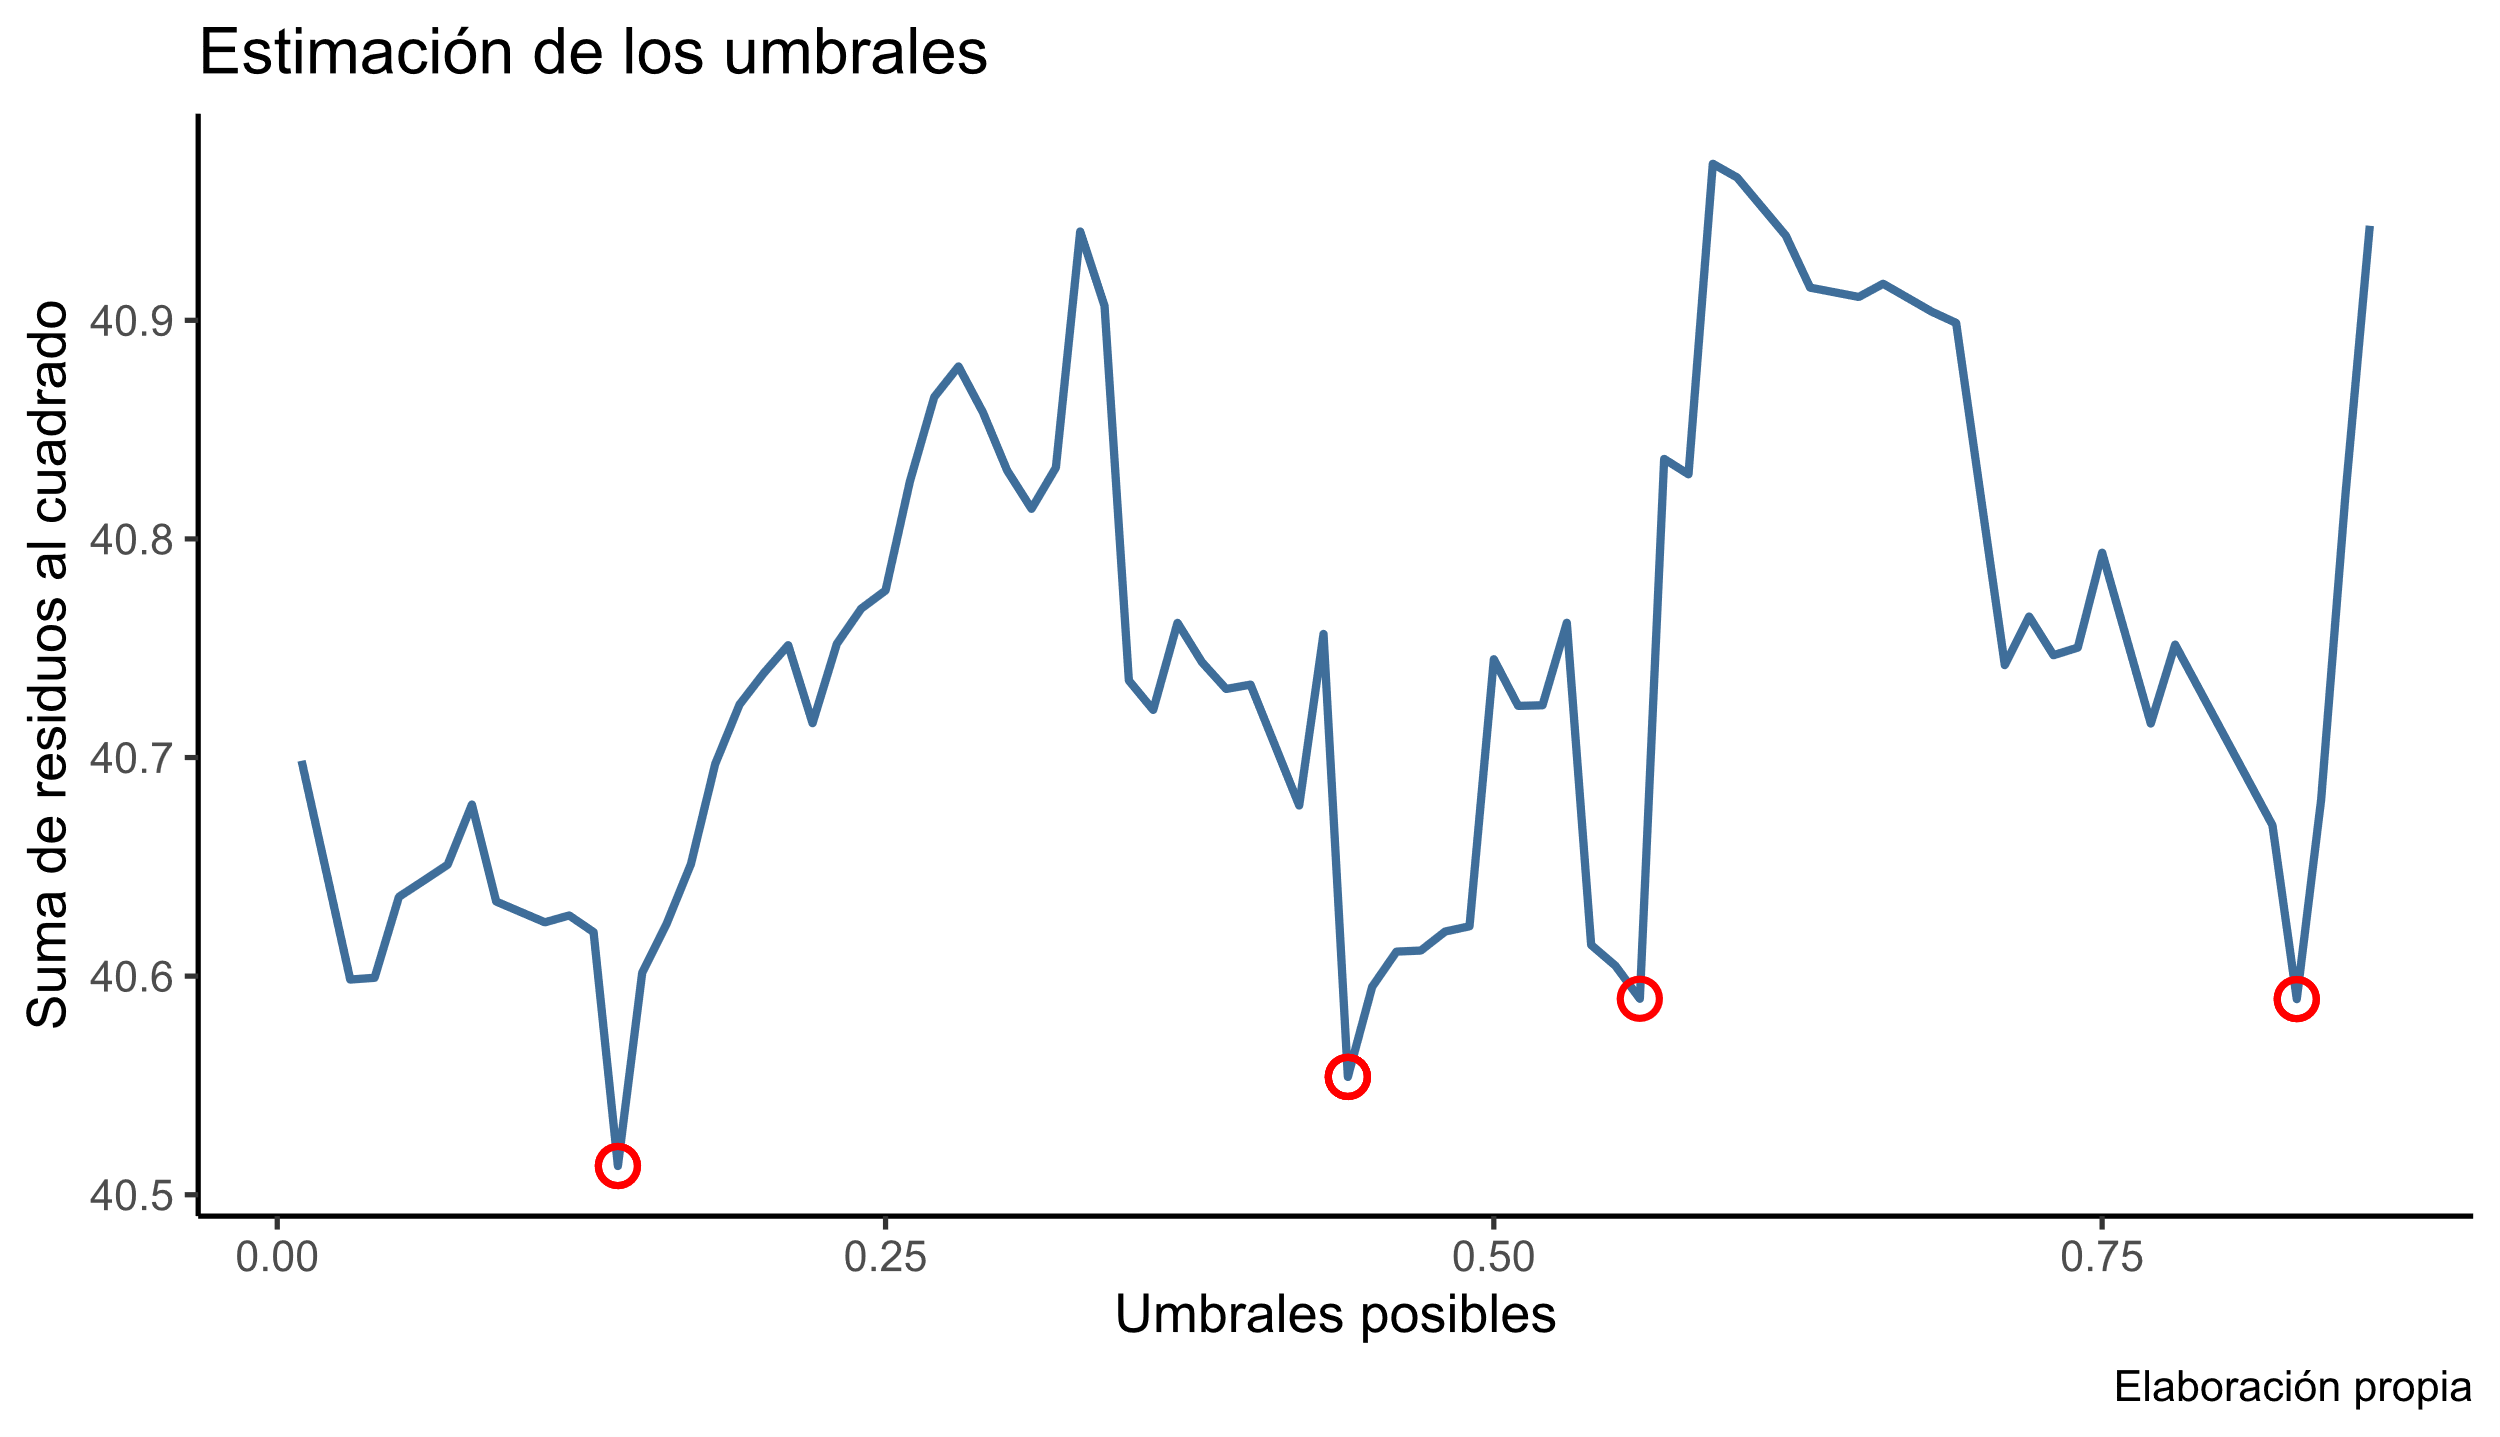 Estimación de los umbrales
Suma de residuos al cuadrado
40.9
40.8
40.7
40.6
40.5
0.00
0.25
0.50
0.75
Umbrales posibles
Elaboración propia